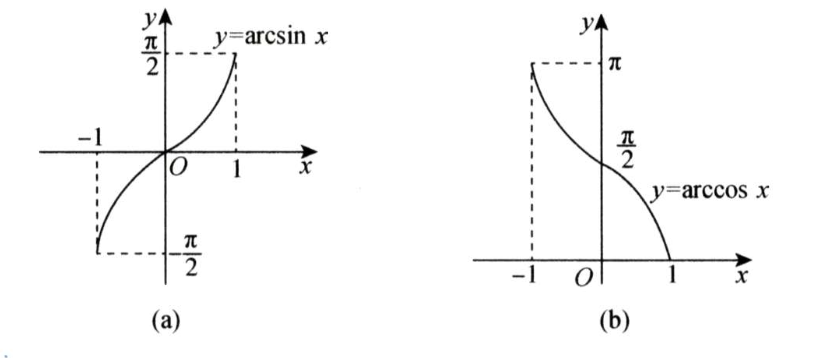 y
π/2
y=arcsin x
−1
O
1
x
−π/2
(a)
y
π
π/2
y=arccos x
−1
O
1
x
(b)